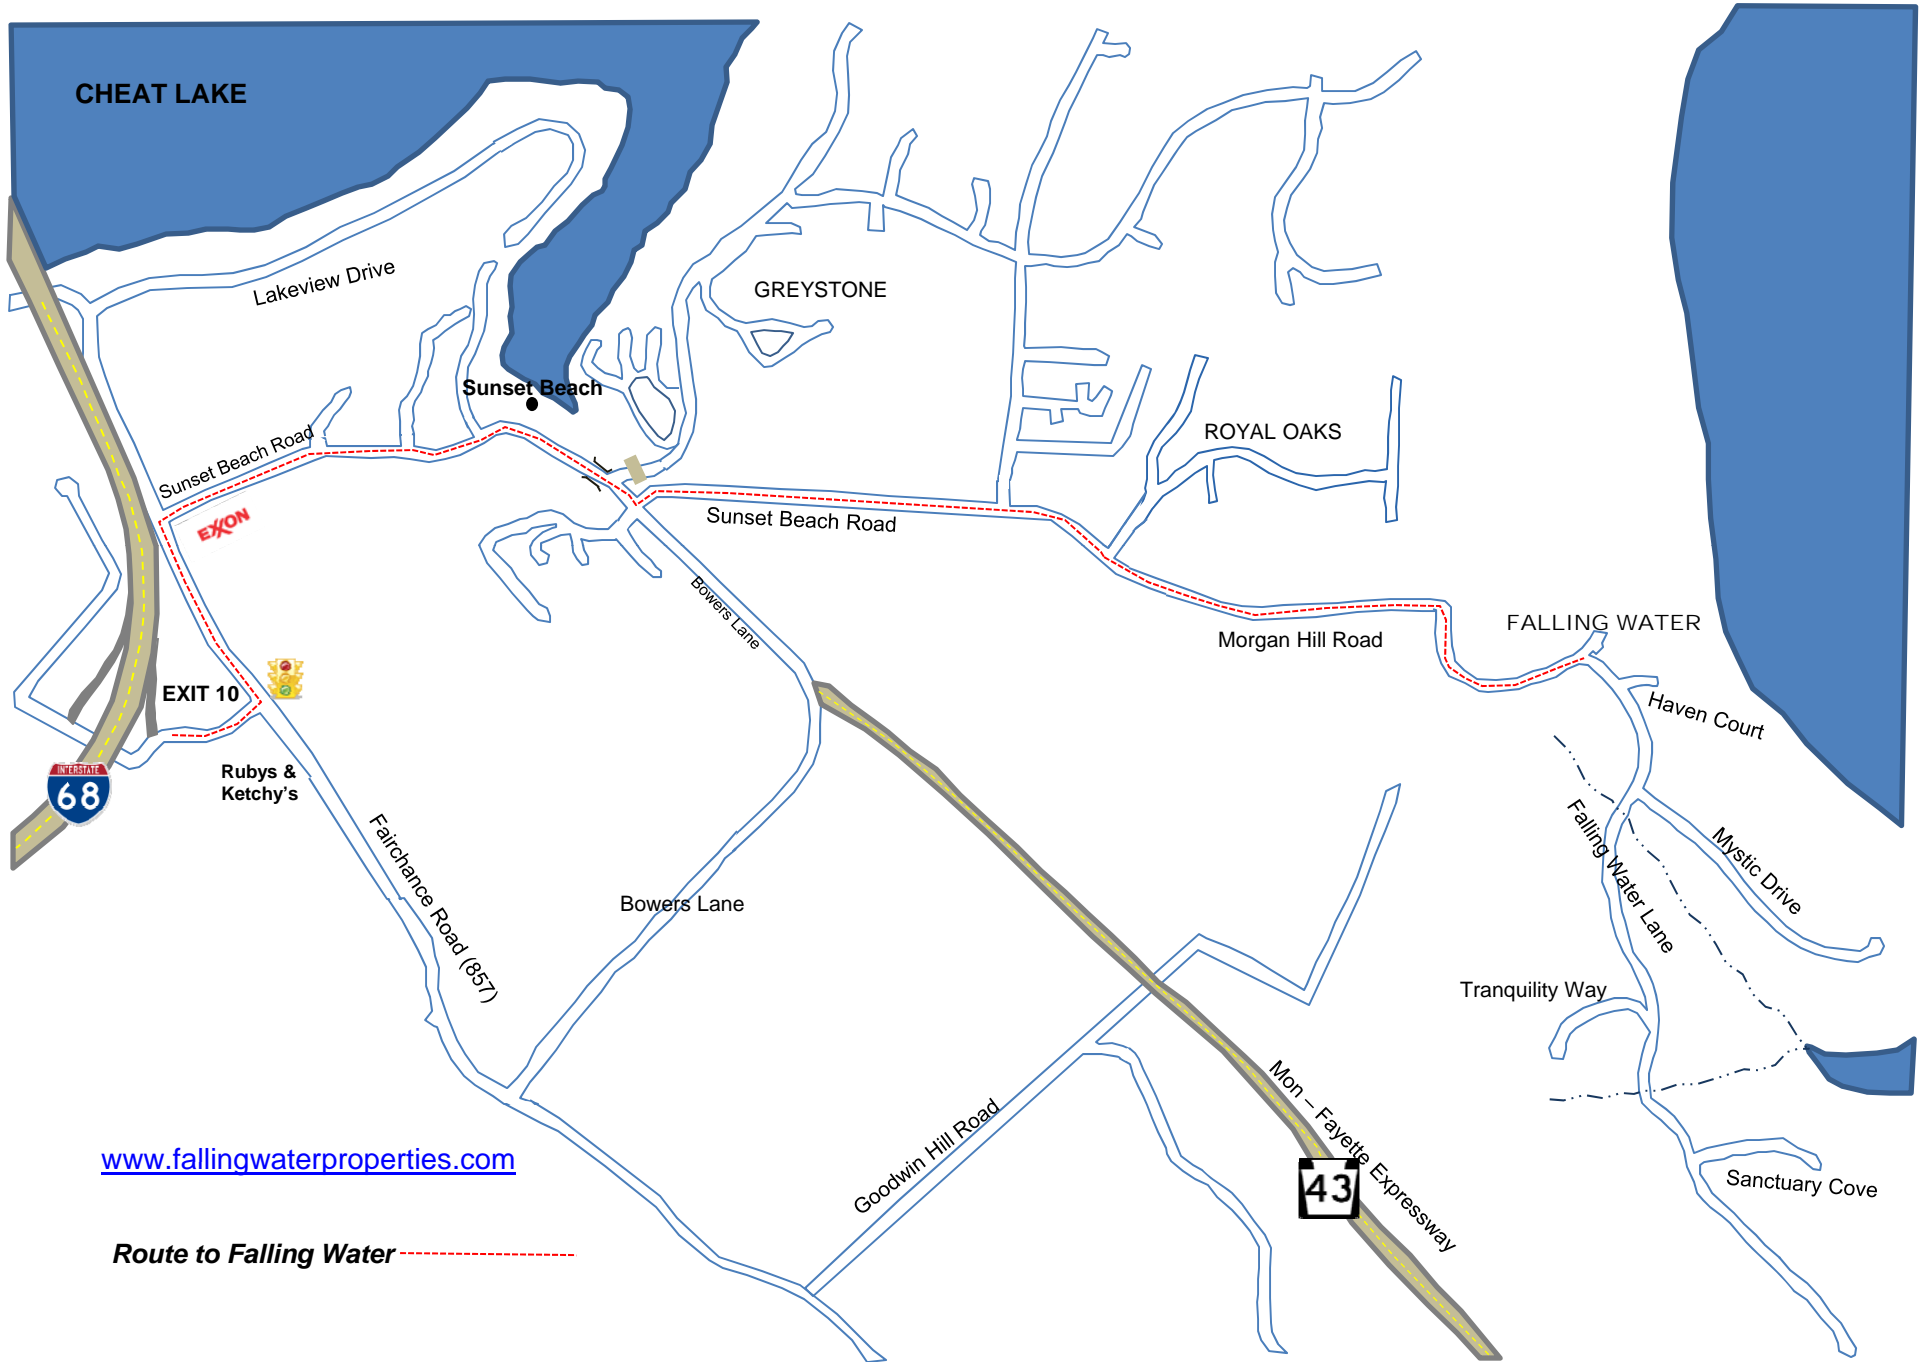 CHEAT LAKE
Lakeview Drive
GREYSTONE
Sunset Beach
Sunset Beach Road
ROYAL OAKS
EXXON
Sunset Beach Road
Bowers Lane
FALLING WATER
Morgan Hill Road
EXIT 10
Haven Court
INTERSTATE
68
Rubys &
Ketchy's
Fairchance Road (857)
Falling Water Lane
Mystic Drive
Bowers Lane
Tranquility Way
Mon – Fayette Expressway
Goodwin Hill Road
www.fallingwaterproperties.com
43
Sanctuary Cove
Route to Falling Water